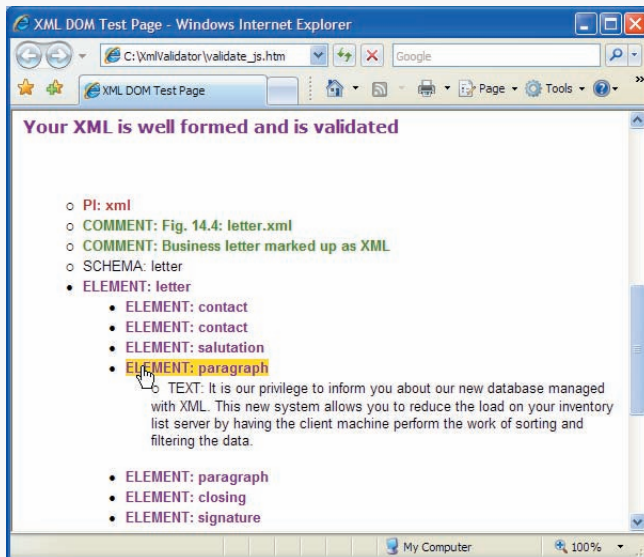 XML DOM Test Page - Windows Internet Explorer
C:\XmlValidator\validate_js.htm
Google
XML DOM Test Page
Page
Tools
Your XML is well formed and is validated
PI: xml
COMMENT: Fig. 14.4: letter.xml
COMMENT: Business letter marked up as XML
SCHEMA: letter
ELEMENT: letter
ELEMENT: contact
ELEMENT: contact
ELEMENT: salutation
ELEMENT: paragraph
TEXT: It is our privilege to inform you about our new database managed
with XML. This new system allows you to reduce the load on your inventory
list server by having the client machine perform the work of sorting and
filtering the data.
ELEMENT: paragraph
ELEMENT: closing
ELEMENT: signature
My Computer
100%